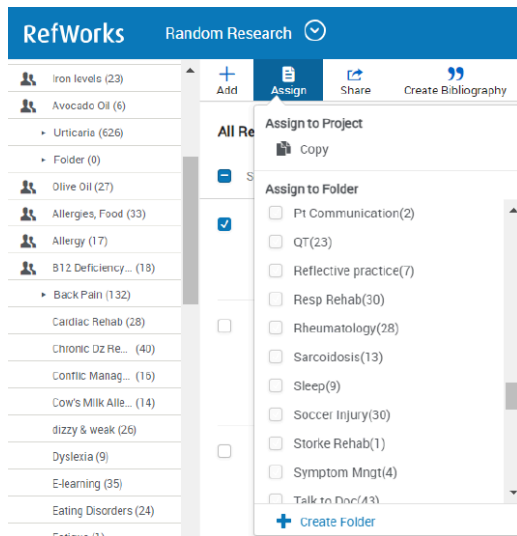 RefWorks
Random Research
Iron levels (23)
Avocado Oil (6)
Urticaria (626)
Folder (0)
Olive Oil (27)
Allergies, Food (33)
Allergy (17)
B12 Deficiency... (18)
Back Pain (132)
Cardiac Rehab (28)
Chronic Dz Re... (40)
Conflic Manag... (16)
Cow's Milk Alle... (14)
dizzy & weak (26)
Dyslexia (9)
E-learning (35)
Eating Disorders (24)
Fatigue (1)
Add
Assign
Share
Create Bibliography
All Re
S
Assign to Project
Copy
Assign to Folder
Pt Communication(2)
QT(23)
Reflective practice(7)
Resp Rehab(30)
Rheumatology(28)
Sarcoidosis(13)
Sleep(9)
Soccer Injury(30)
Storke Rehab(1)
Symptom Mngt(4)
Talk to Doc(43)
Create Folder